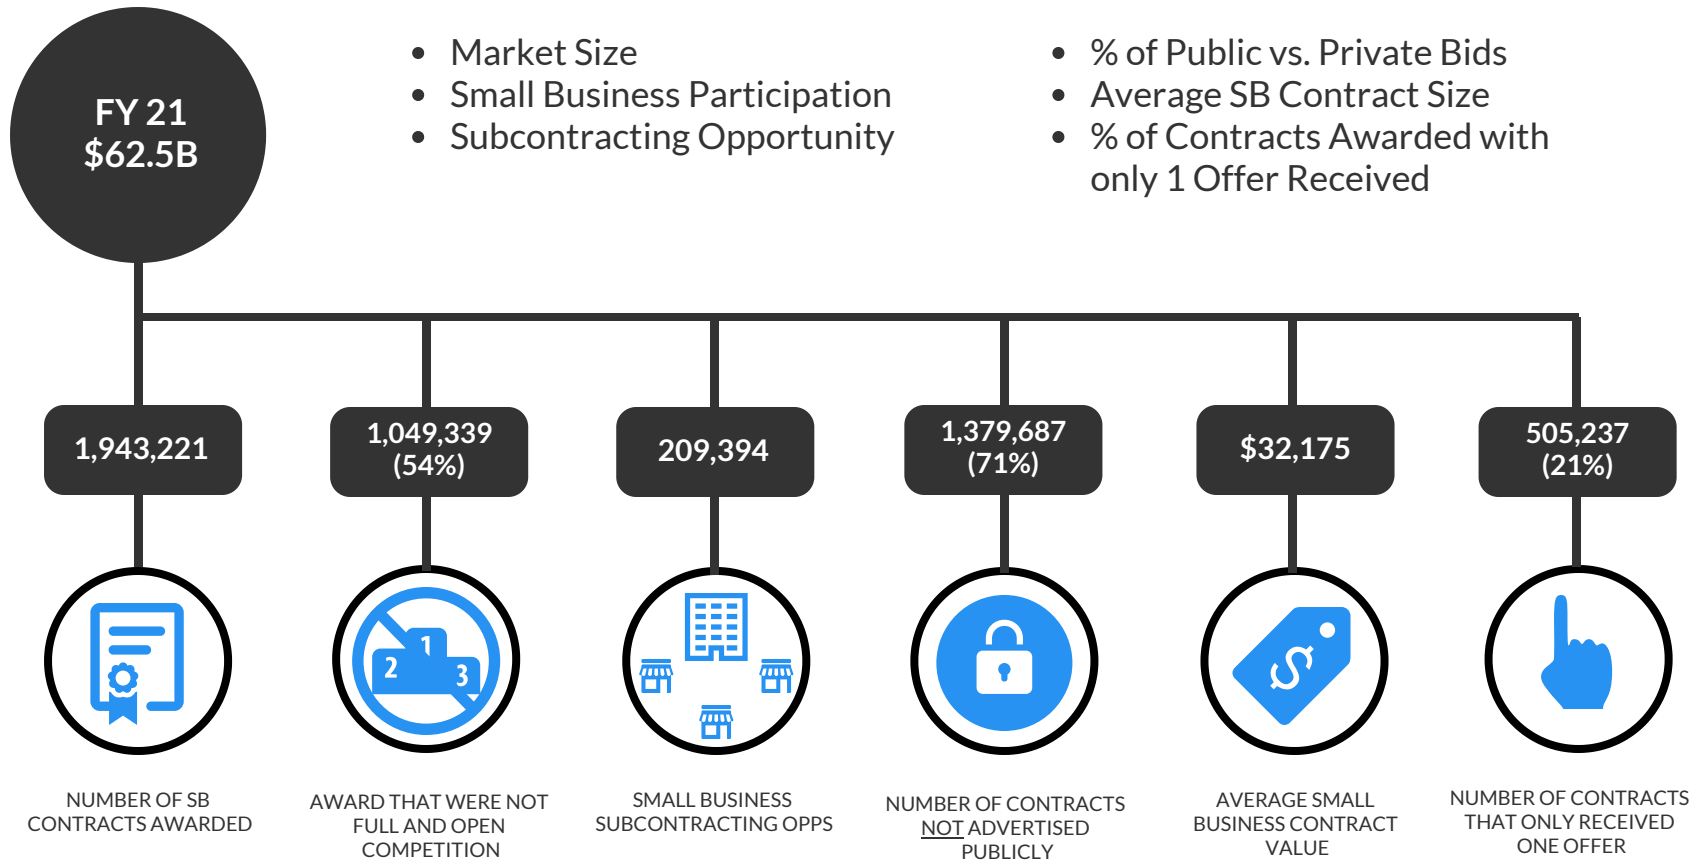 FY 21
$62.5B
• Market Size
• Small Business Participation
• Subcontracting Opportunity
• % of Public vs. Private Bids
• Average SB Contract Size
• % of Contracts Awarded with
only 1 Offer Received
1,943,221
1,049,339
(54%)
209,394
1,379,687
(71%)
$32,175
505,237
(21%)
1
2
3
$
NUMBER OF SB
CONTRACTS AWARDED
AWARD THAT WERE NOT
FULL AND OPEN
COMPETITION
SMALL BUSINESS
SUBCONTRACTING OPPS
NUMBER OF CONTRACTS
NOT ADVERTISED
PUBLICLY
AVERAGE SMALL
BUSINESS CONTRACT
VALUE
NUMBER OF CONTRACTS
THAT ONLY RECEIVED
ONE OFFER